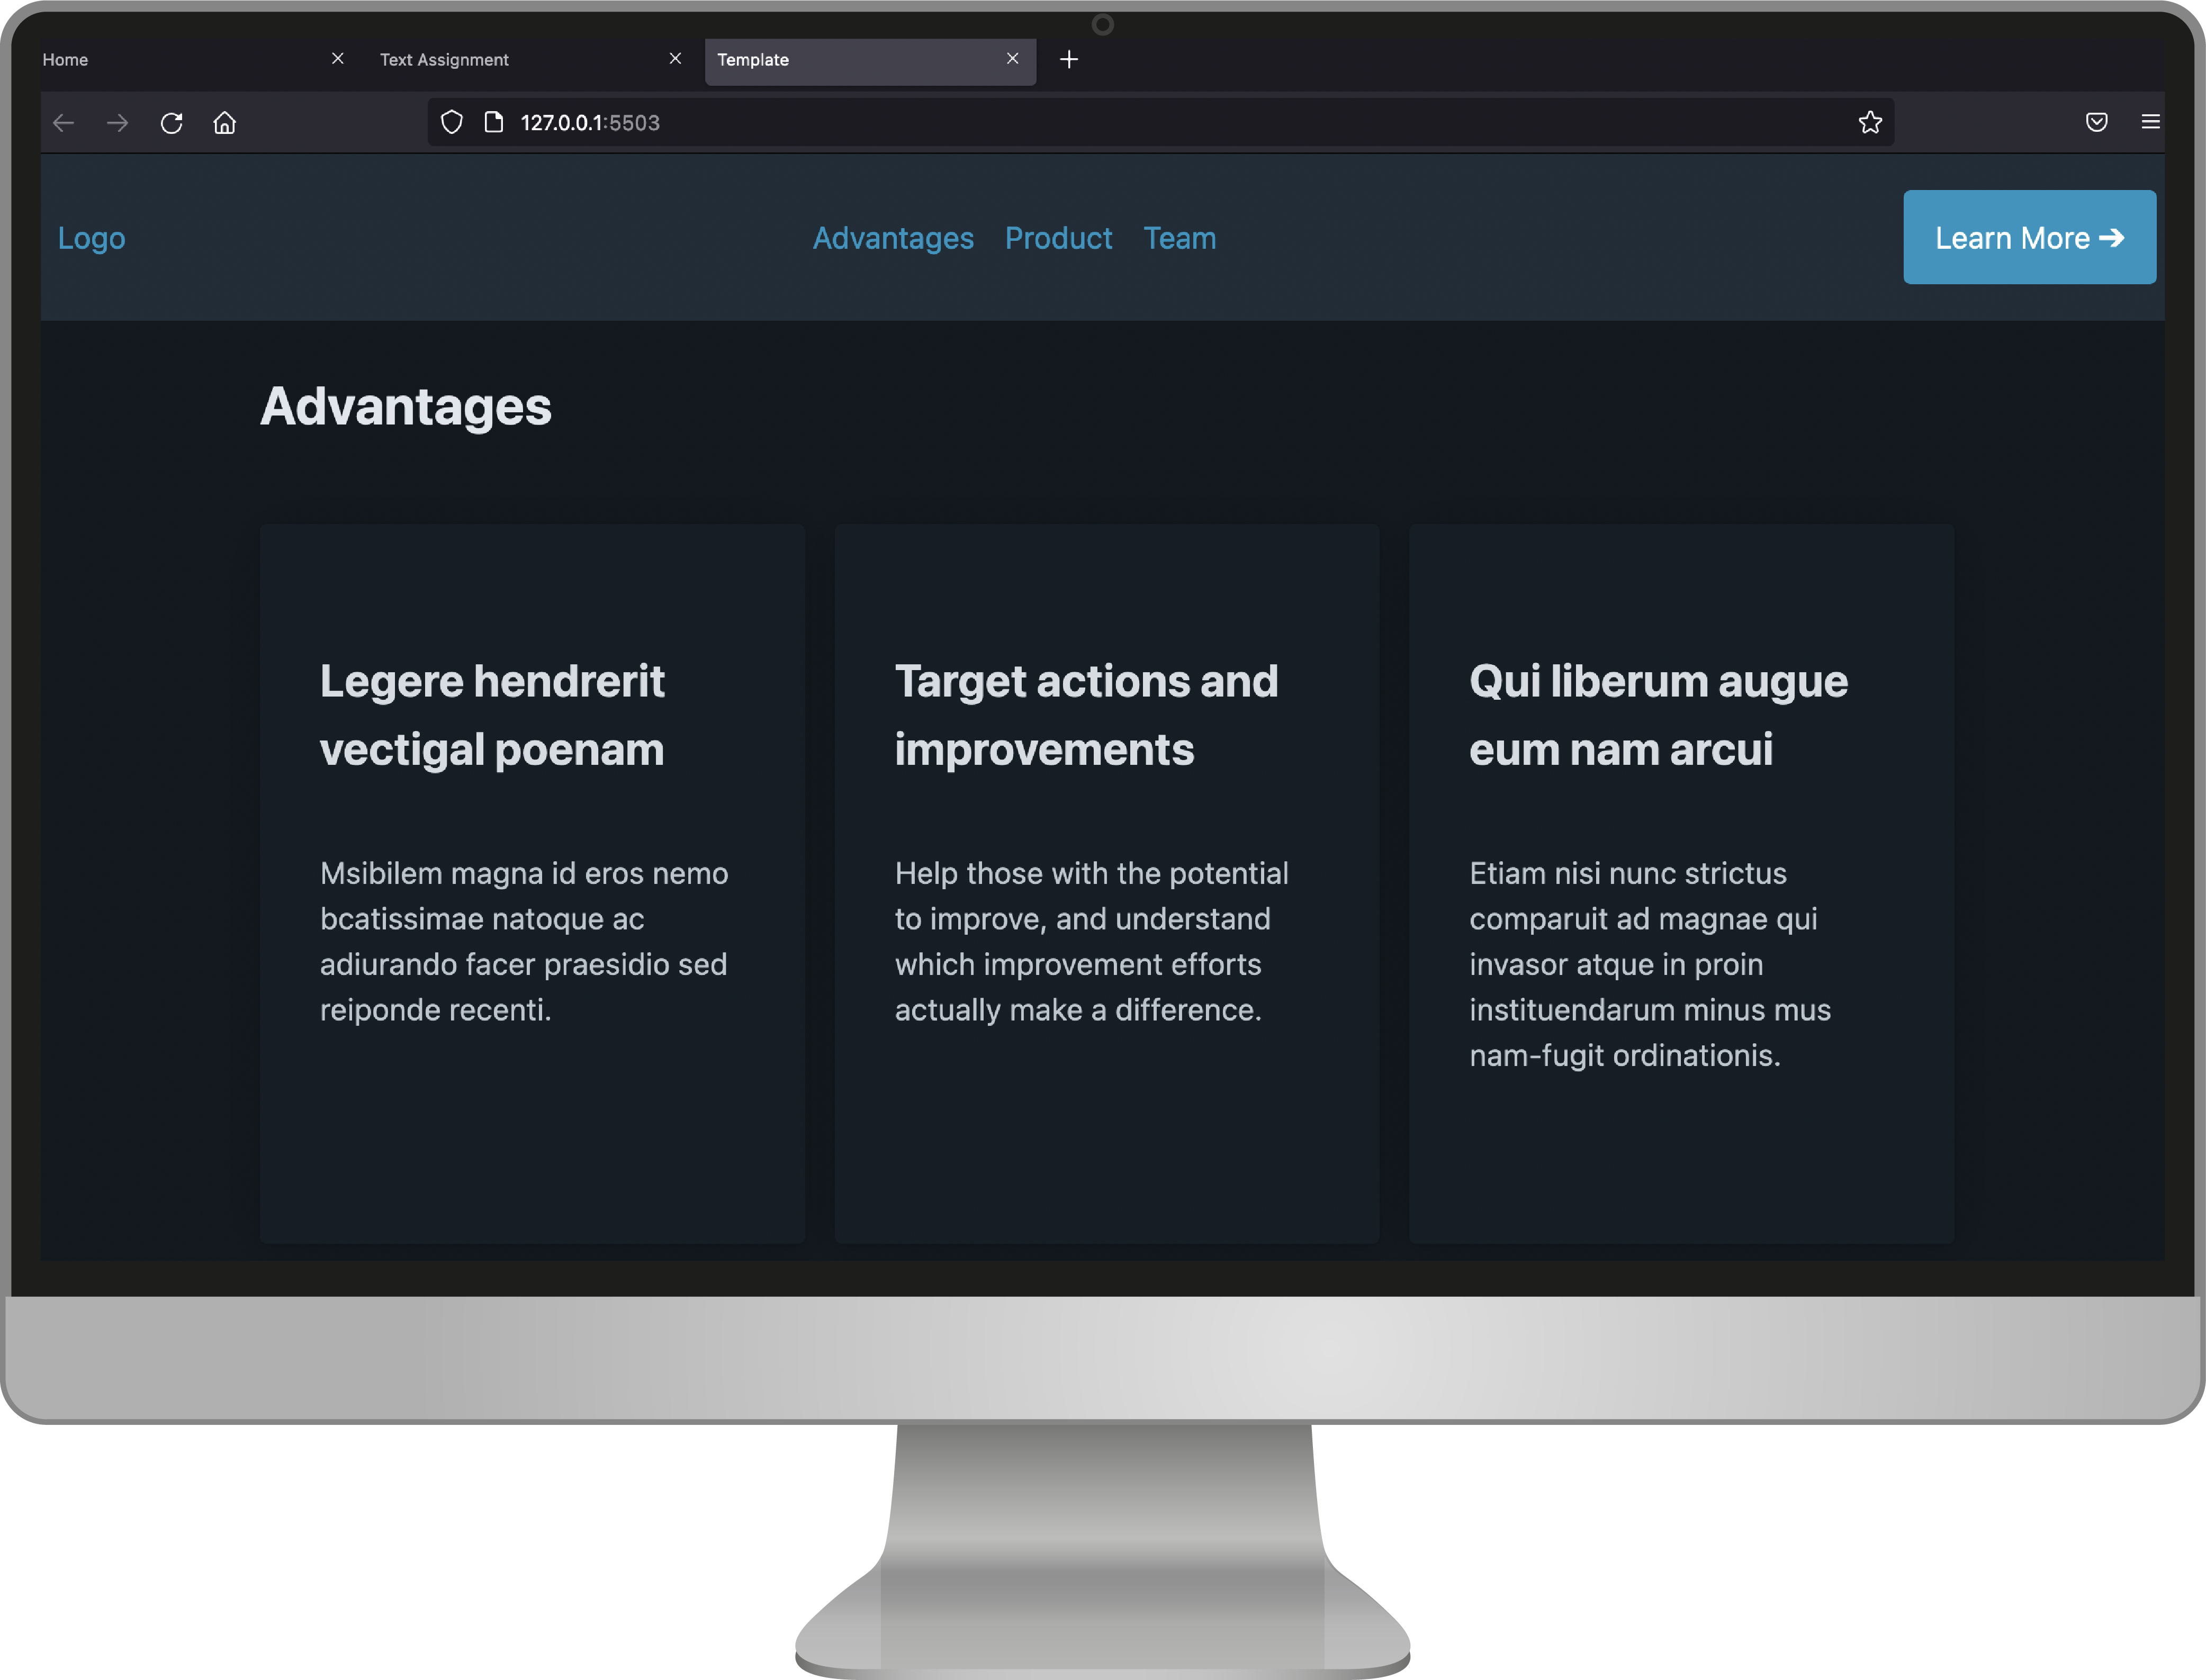 Home
Text Assignment
Template
127.0.0.1:5503
Logo
Advantages
Product
Team
Learn More ➔
Advantages
Legere hendrerit
vectigal poenam
Msibilem magna id eros nemo
bcatissimae natoque ac
adiurando facer praesidio sed
reiponde recenti.
Target actions and
improvements
Help those with the potential
to improve, and understand
which improvement efforts
actually make a difference.
Qui liberum augue
eum nam arcui
Etiam nisi nunc strictus
comparuit ad magnae qui
invasor atque in proin
instituendarum minus mus
nam-fugit ordinationis.